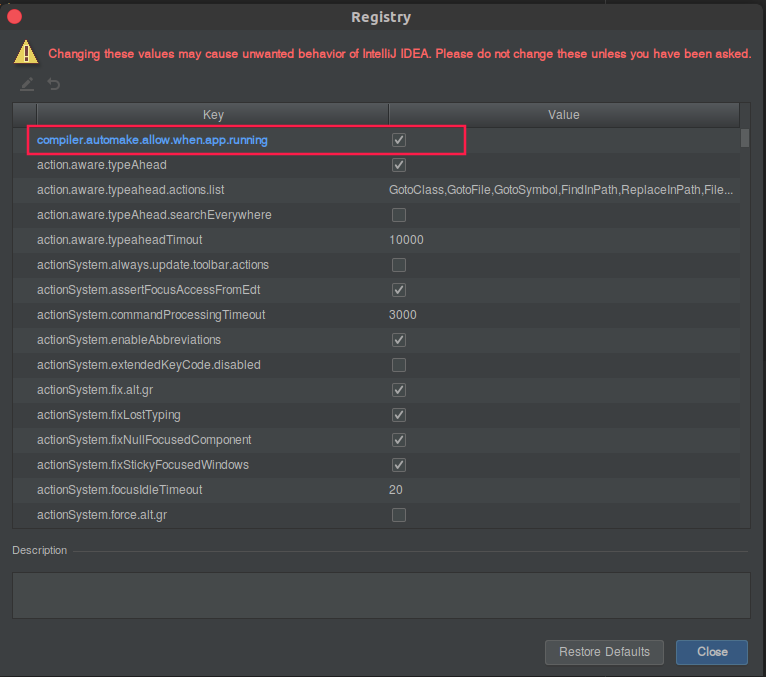 Registry
Changing these values may cause unwanted behavior of IntelliJ IDEA. Please do not change these unless you have been asked.
Key Value
compiler.automake.allow.when.app.running
action.aware.typeAhead
action.aware.typeahead.actions.list GotoClass,GotoFile,GotoSymbol,FindInPath,ReplaceInPath,File...
action.aware.typeAhead.searchEverywhere
action.aware.typeaheadTimout 10000
actionSystem.always.update.toolbar.actions
actionSystem.assertFocusAccessFromEdt
actionSystem.commandProcessingTimeout 3000
actionSystem.enableAbbreviations
actionSystem.extendedKeyCode.disabled
actionSystem.fix.alt.gr
actionSystem.fixLostTyping
actionSystem.fixNullFocusedComponent
actionSystem.fixStickyFocusedWindows
actionSystem.focusIdleTimeout 20
actionSystem.force.alt.gr
Description
Restore Defaults Close